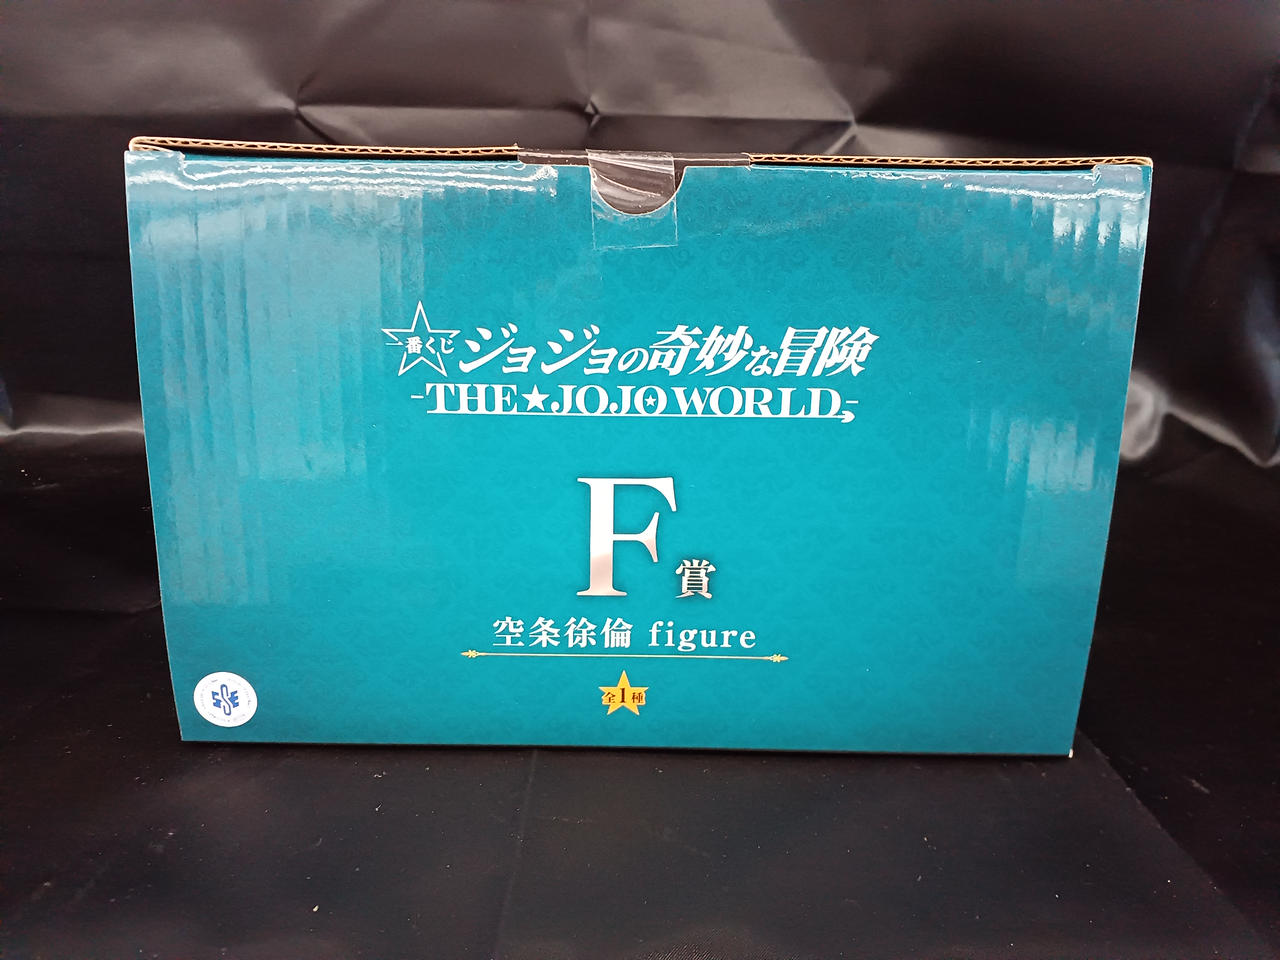 一番くじ ジョジョの奇妙な冒険
-THE★JOJO WORLD-
F賞
空条徐倫 figure
全1種